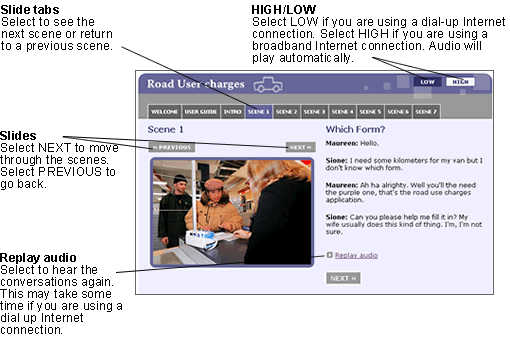 Slide tabs
Select to see the
next scene or return
to a previous scene.
HIGH/LOW
Select LOW if you are using a dial-up Internet
connection. Select HIGH if you are using a
broadband Internet connection. Audio will
play automatically.
Road User charges
LOW
HIGH
WELCOME
USER GUIDE
INTRO
SCENE 1
SCENE 2
SCENE 3
SCENE 4
SCENE 5
SCENE 6
SCENE 7
Slides
Select NEXT to move
through the scenes.
Select PREVIOUS to
go back.
Scene 1
« PREVIOUS
NEXT »
Which Form?
Maureen: Hello.
Sione: I need some kilometers for my van but I
don't know which form.
Maureen: Ah ha alrighty. Well you'll the need
the purple one, that's the road use charges
application.
Sione: Can you please help me fill it in? My
wife usually does this kind of thing. I'm, I'm not
sure.
Replay audio
NEXT »
Replay audio
Select to hear the
conversations again.
This may take some
time if you are using a
dial up Internet
connection.